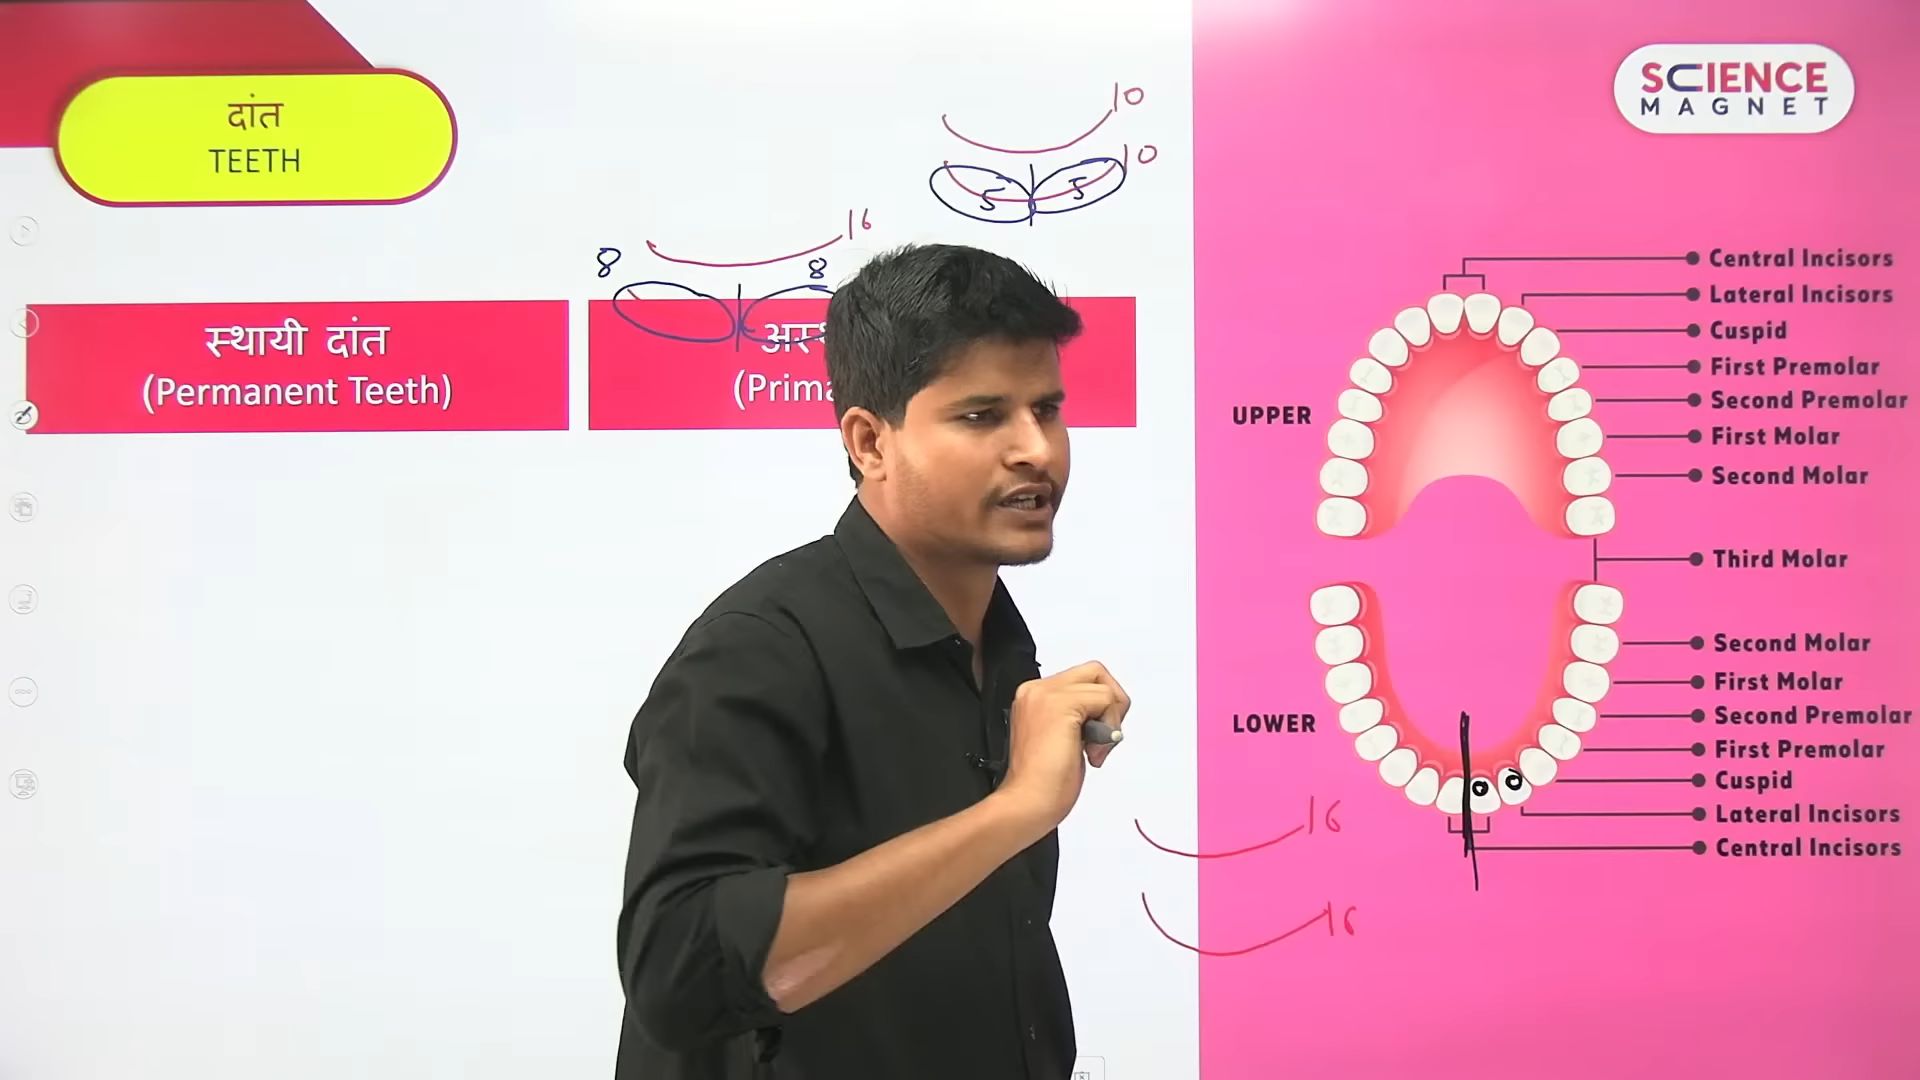 दांत
TEETH
SCIENCE
MAGNET
10
10
5 5
16
8 8
स्थायी दांत
(Permanent Teeth)
UPPER
Central Incisors
Lateral Incisors
Cuspid
First Premolar
Second Premolar
First Molar
Second Molar
Third Molar
LOWER
Second Molar
First Molar
Second Premolar
First Premolar
Cuspid
Lateral Incisors
Central Incisors
16
16